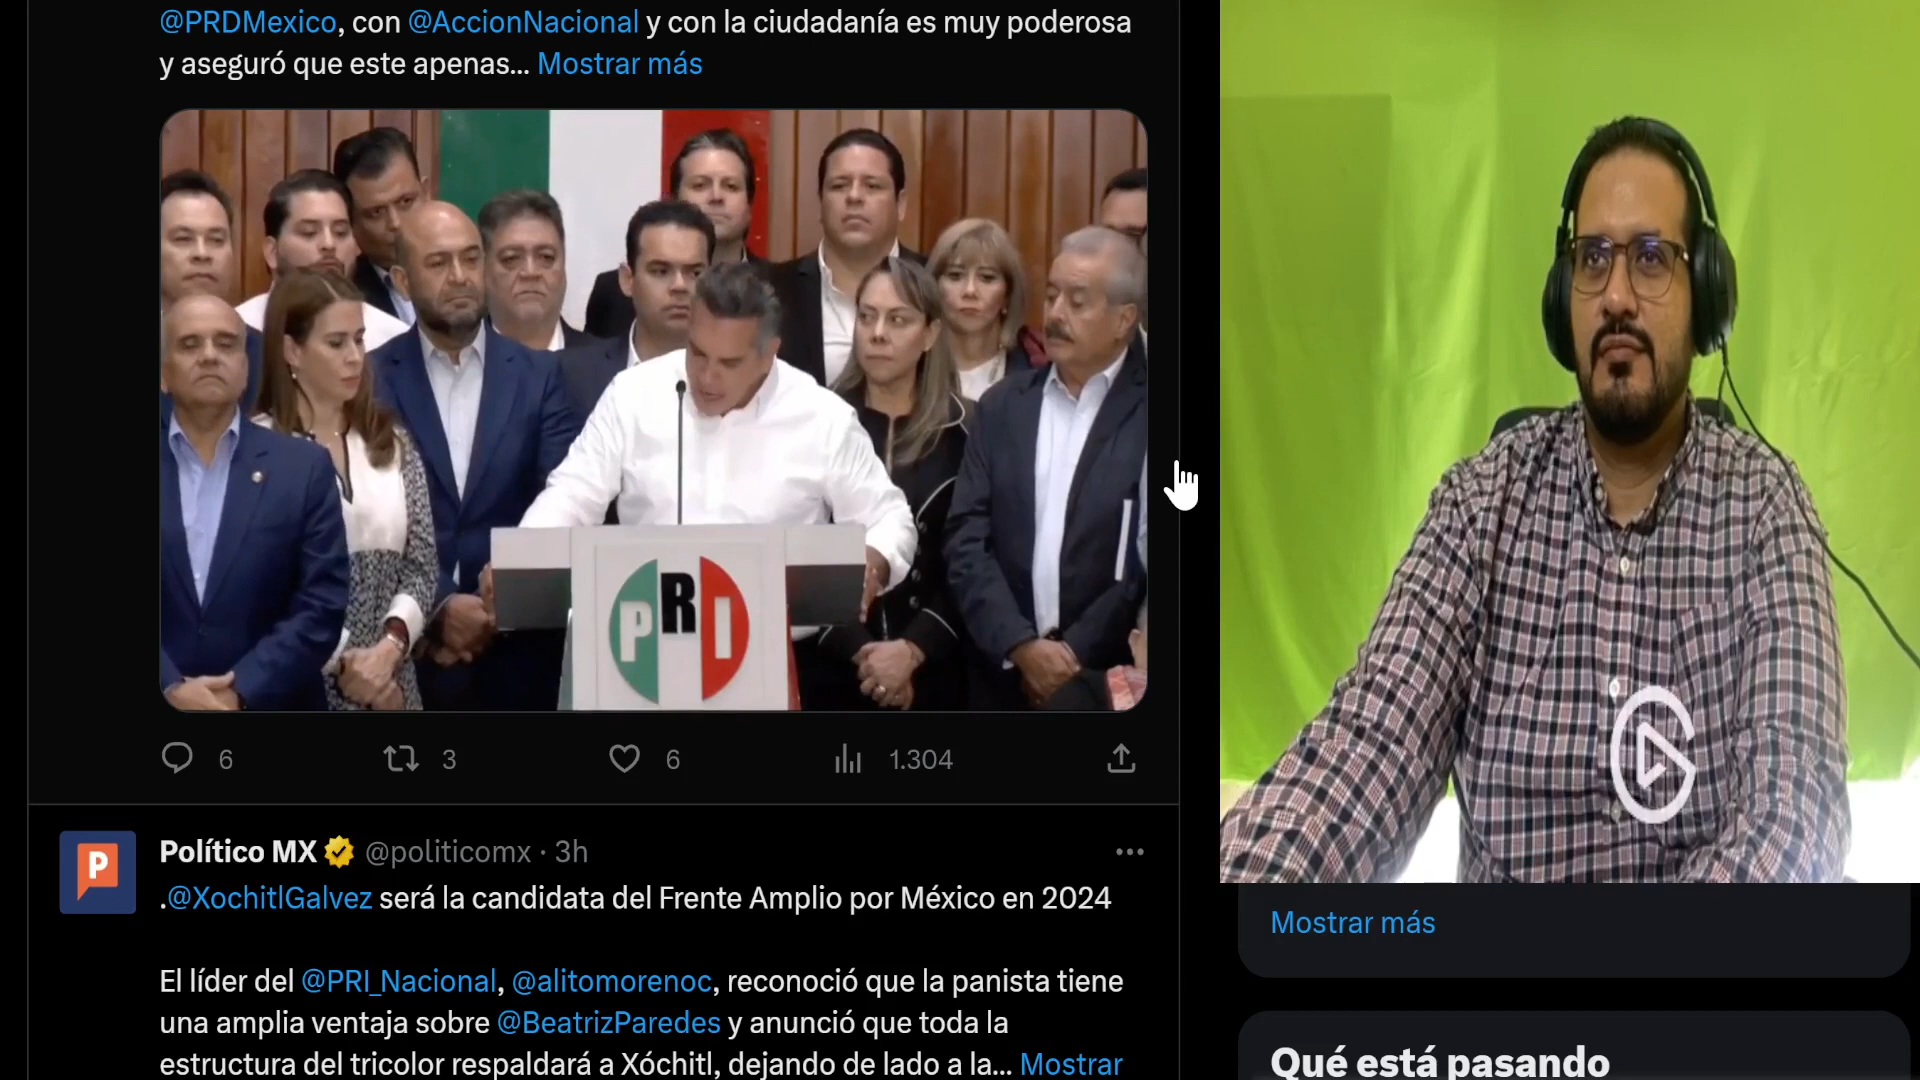 @PRDMexico, con @AccionNacional y con la ciudadanía es muy poderosa
y aseguró que este apenas... Mostrar más
PRI
6 3 6 1.304
Político MX @politicomx · 3h
.@XochitlGalvez será la candidata del Frente Amplio por México en 2024
El líder del @PRI_Nacional, @alitomorenoc, reconoció que la panista tiene
una amplia ventaja sobre @BeatrizParedes y anunció que toda la
estructura del tricolor respaldará a Xóchitl, dejando de lado a la... Mostrar
Mostrar más
Qué está pasando